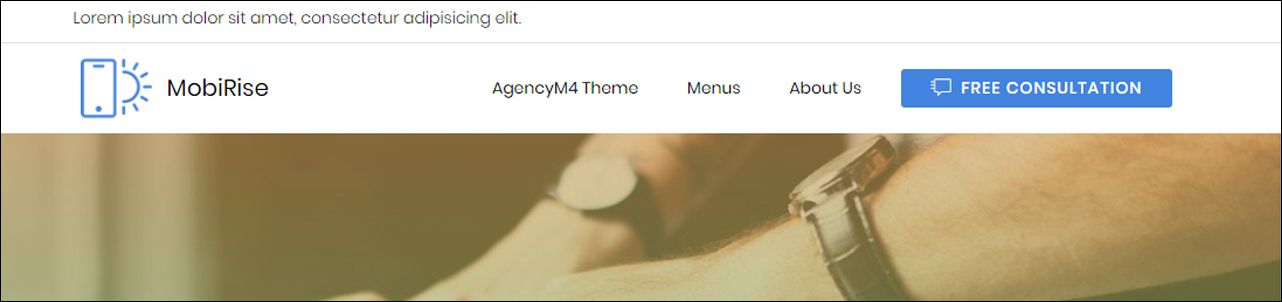 Lorem ipsum dolor sit amet, consectetur adipisicing elit.
MobiRise AgencyM4 Theme Menus About Us FREE CONSULTATION